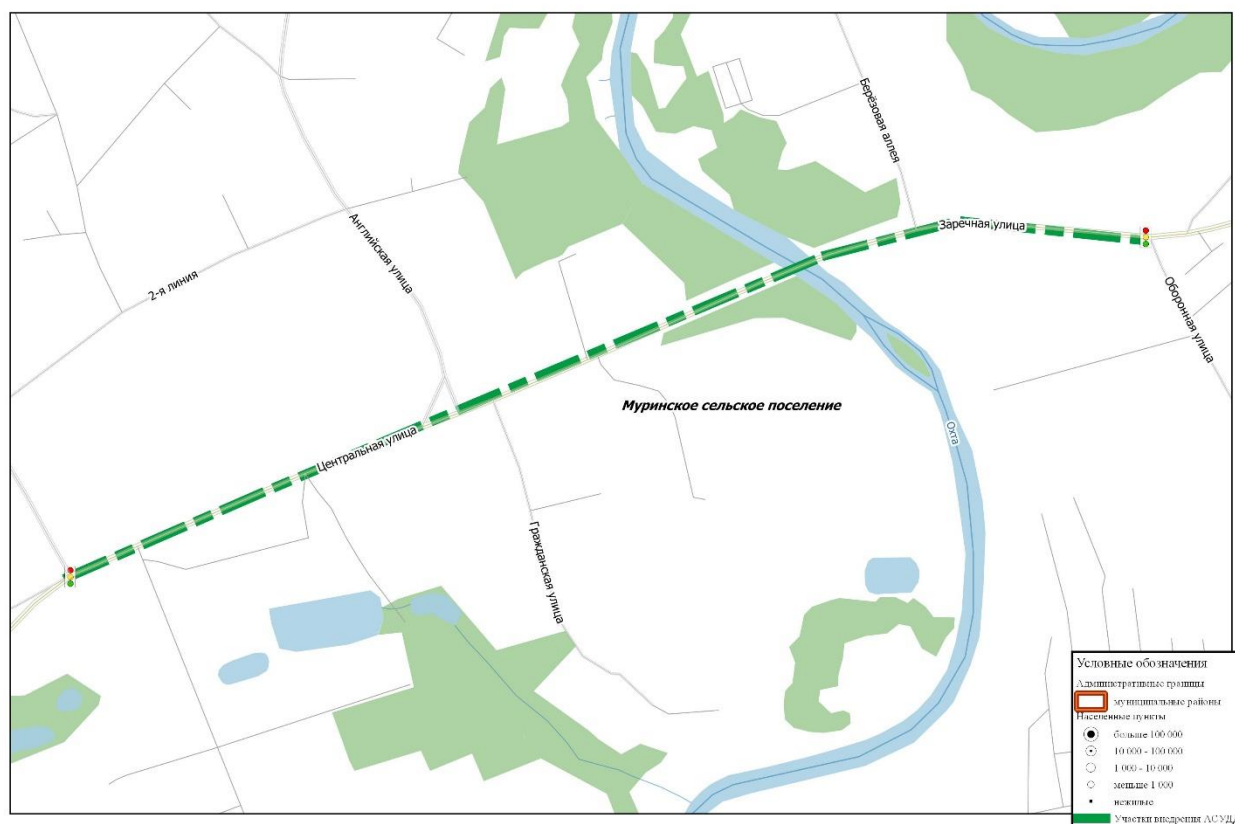 Берёзовая аллея
Заречная улица
Английская улица
2-я линия
Оборонная улица
Муринское сельское поселение
Охта
Центральная улица
Гражданская улица
Условные обозначения
Административные границы
муниципальные районы
Населенные пункты
больше 100 000
10 000 - 100 000
1 000 - 10 000
меньше 1 000
нежилые
Участки внедрения АСУДД